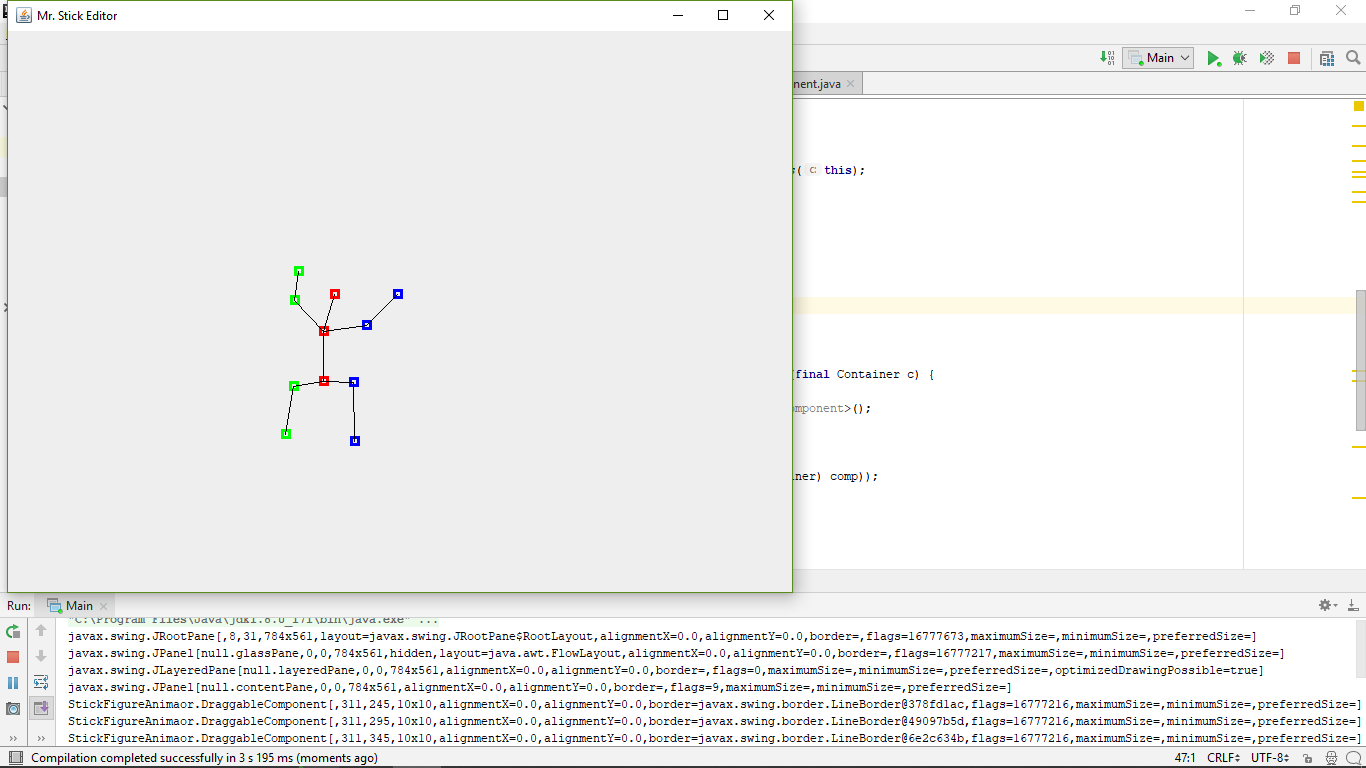 Mr. Stick Editor
Main
nent.java
( C this);
(final Container c) {
omponent>();
iner) comp));
Run: Main
"C:\Program Files\Java\jdk1.8.0_171\bin\java.exe" ...
javax.swing.JRootPane[,8,31,784x561,layout=javax.swing.JRootPane$RootLayout,alignmentX=0.0,alignmentY=0.0,border=,flags=16777673,maximumSize=,minimumSize=,preferredSize=]
javax.swing.JPanel[null.glassPane,0,0,784x561,hidden,layout=java.awt.FlowLayout,alignmentX=0.0,alignmentY=0.0,border=,flags=16777217,maximumSize=,minimumSize=,preferredSize=]
javax.swing.JLayeredPane[null.layeredPane,0,0,784x561,alignmentX=0.0,alignmentY=0.0,border=,flags=0,maximumSize=,minimumSize=,preferredSize=,optimizedDrawingPossible=true]
javax.swing.JPanel[null.contentPane,0,0,784x561,alignmentX=0.0,alignmentY=0.0,border=,flags=9,maximumSize=,minimumSize=,preferredSize=]
StickFigureAnimaor.DraggableComponent[,311,245,10x10,alignmentX=0.0,alignmentY=0.0,border=javax.swing.border.LineBorder@378fd1ac,flags=16777216,maximumSize=,minimumSize=,preferredSize=]
StickFigureAnimaor.DraggableComponent[,311,295,10x10,alignmentX=0.0,alignmentY=0.0,border=javax.swing.border.LineBorder@49097b5d,flags=16777216,maximumSize=,minimumSize=,preferredSize=]
StickFigureAnimaor.DraggableComponent[,311,345,10x10,alignmentX=0.0,alignmentY=0.0,border=javax.swing.border.LineBorder@6e2c634b,flags=16777216,maximumSize=,minimumSize=,preferredSize=]
Compilation completed successfully in 3 s 195 ms (moments ago) 47:1 CRLF UTF-8